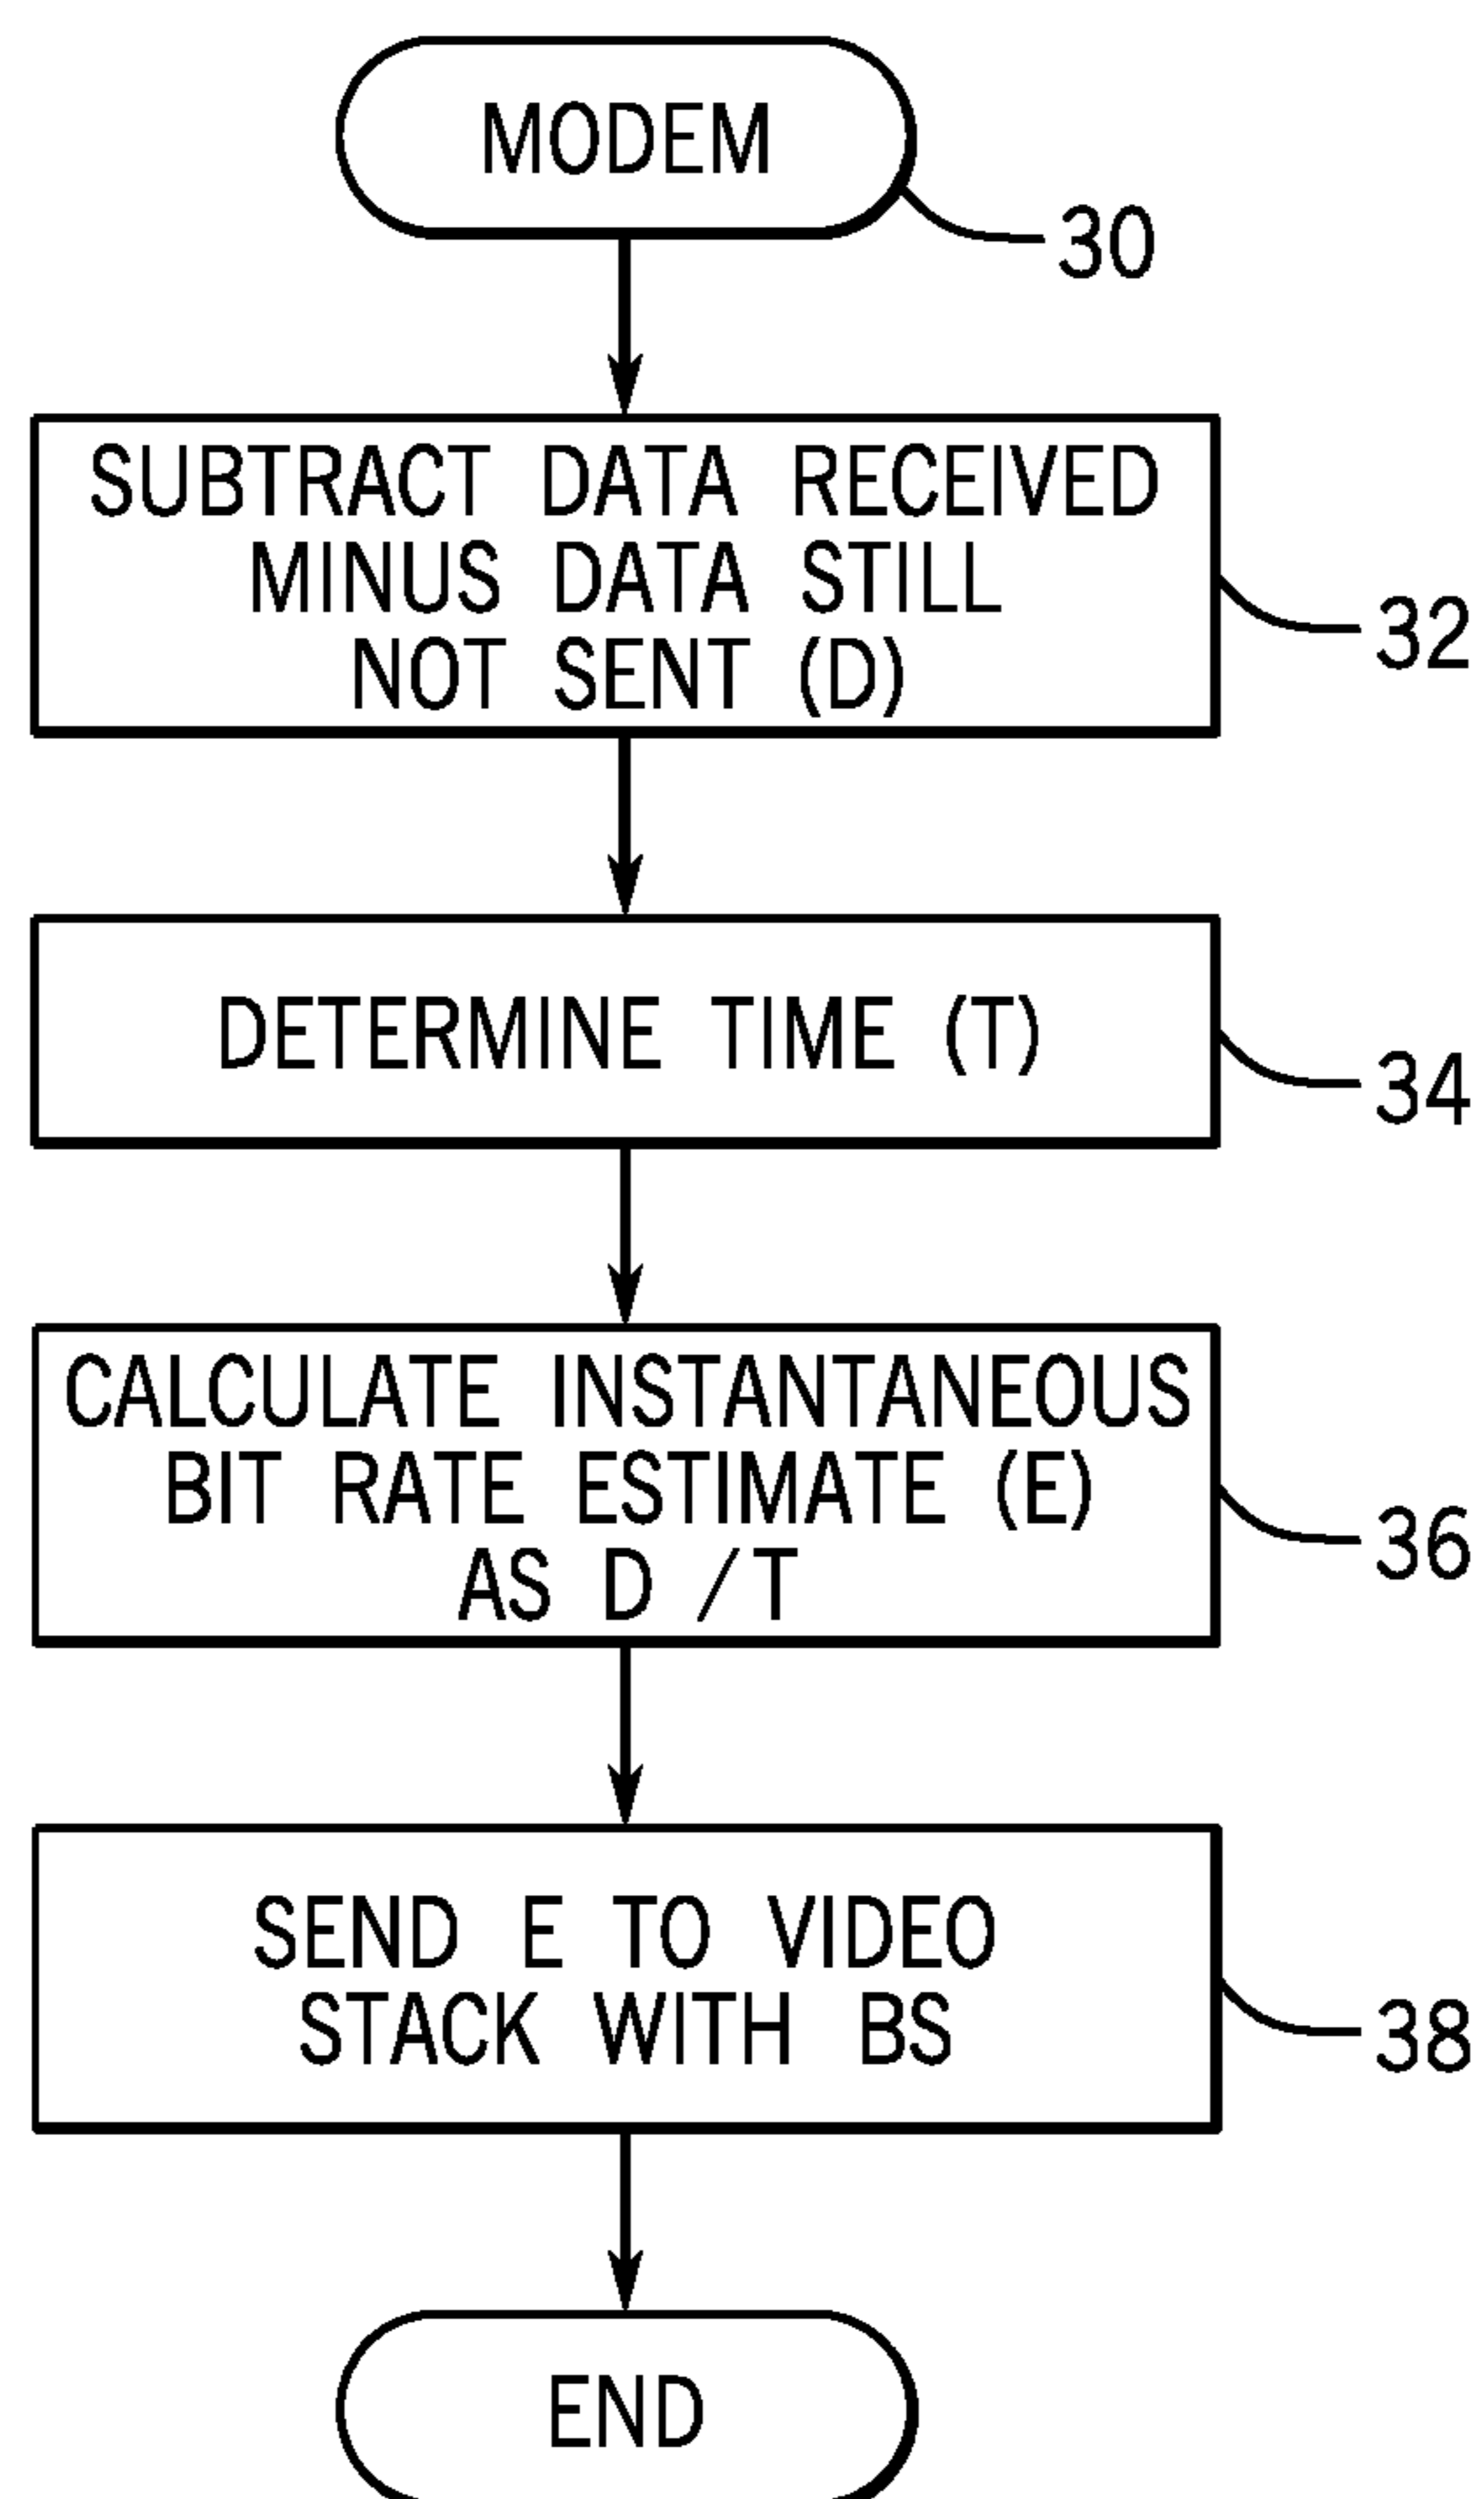 MODEM
30
SUBTRACT DATA RECEIVED
MINUS DATA STILL
NOT SENT (D)
32
DETERMINE TIME (T)
34
CALCULATE INSTANTANEOUS
BIT RATE ESTIMATE (E)
AS D /T
36
SEND E TO VIDEO
STACK WITH BS
38
END